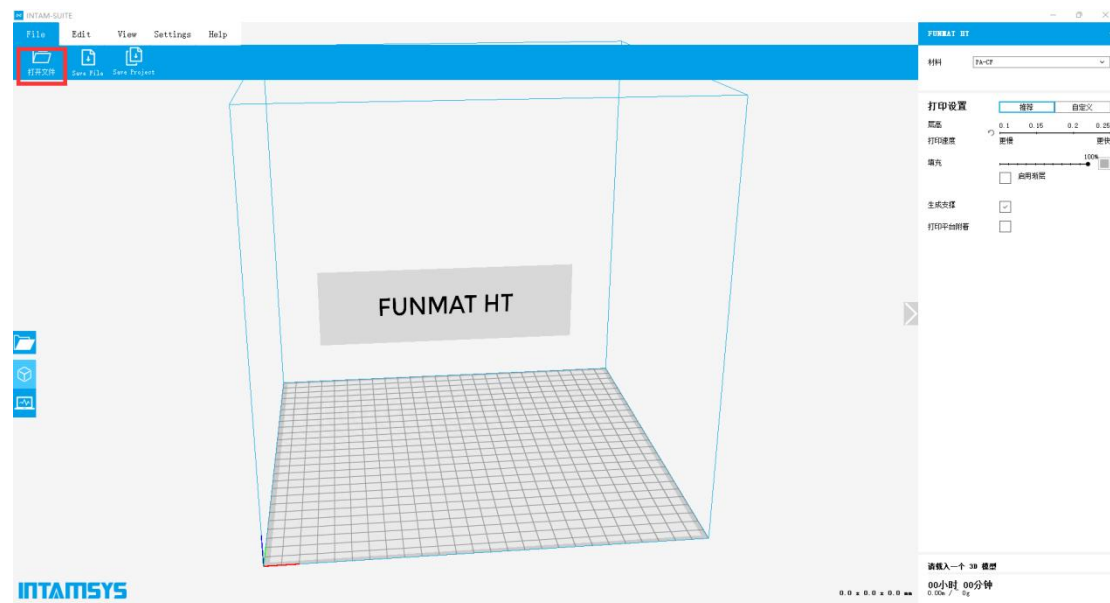 INTAM-SUITE
File Edit View Settings Help
打开文件 Save File Save Project
FUNMAT HT
材料 PA-CF
打印设置 推荐 自定义
层高 0.1 0.15 0.2 0.25
打印速度 更慢 更快
填充 100%
启用渐层
生成支撑
打印平台附着
FUNMAT HT
请载入一个 3D 模型
00小时 00分钟
0.00m / 0g
INTAMSYS
0.0 x 0.0 x 0.0 mm